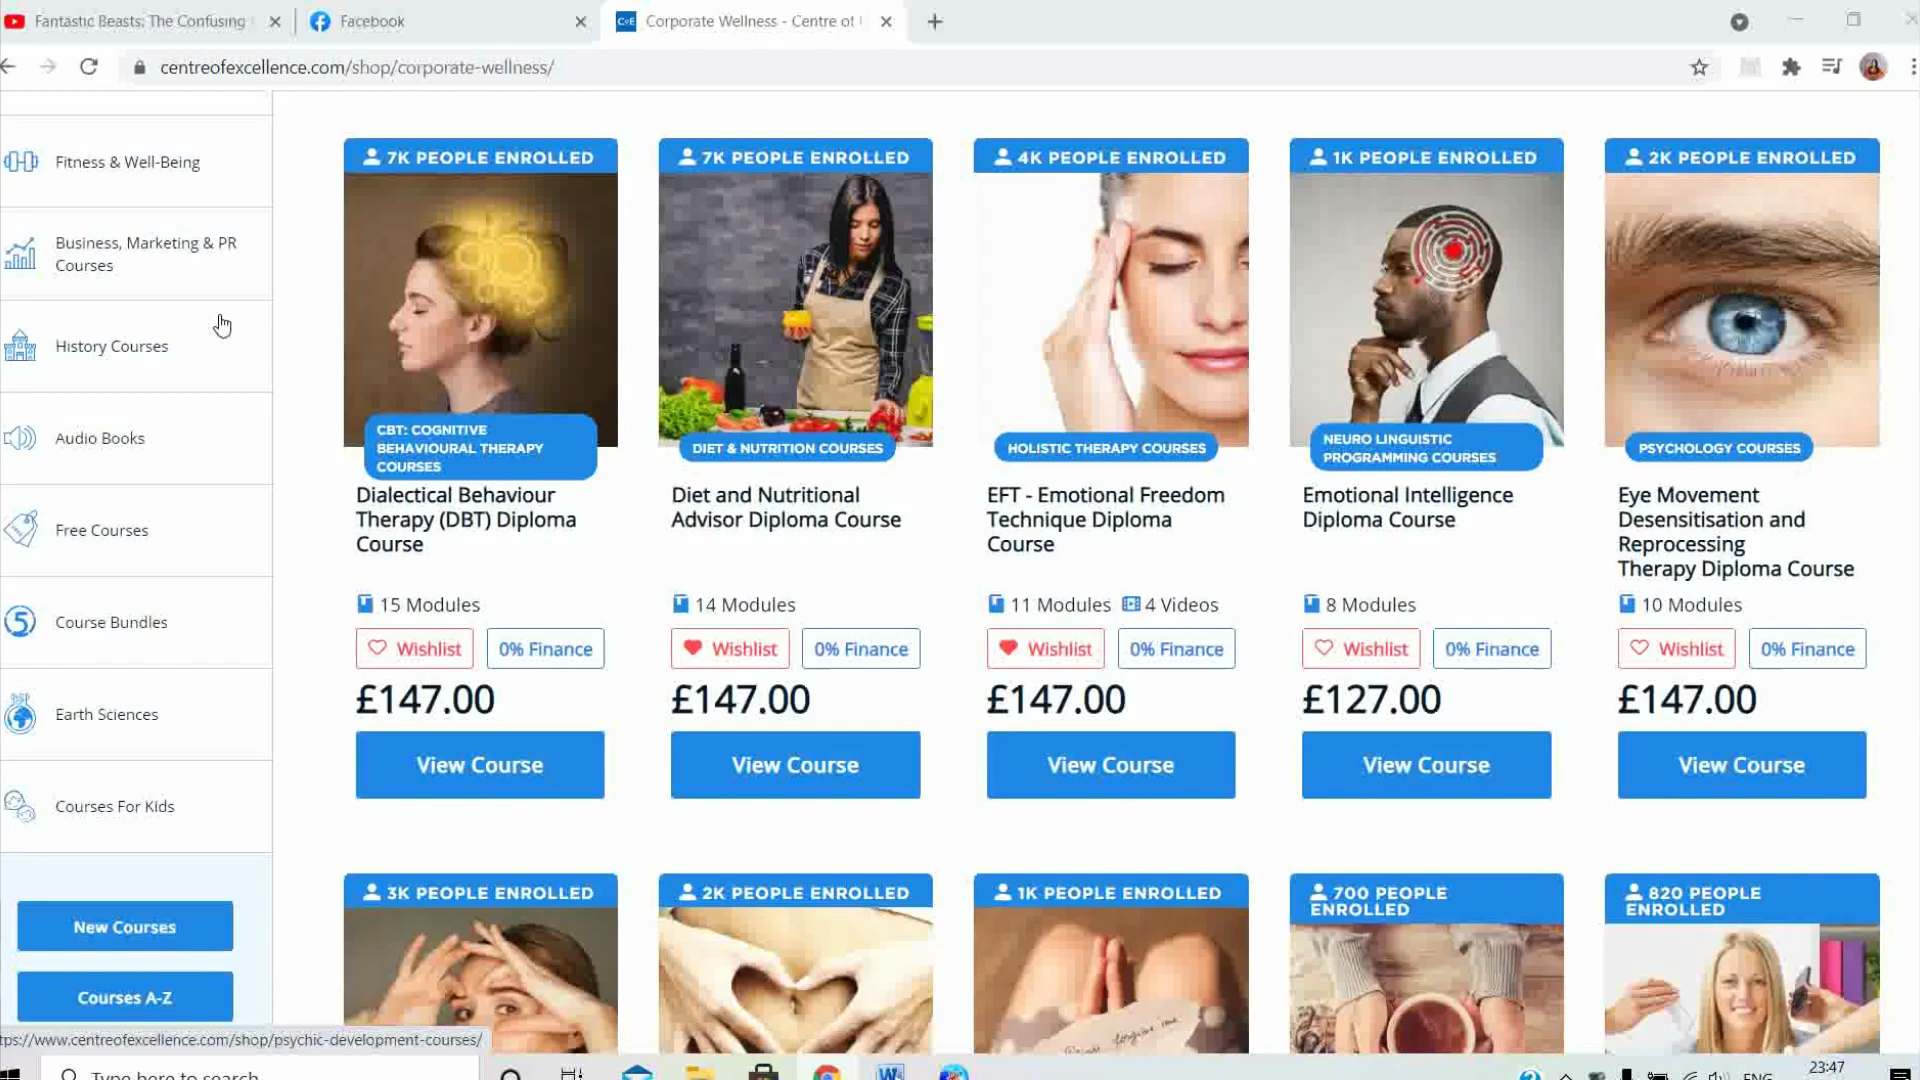 Fantastic Beasts: The Confusing
Facebook
CoE
Corporate Wellness - Centre of
centreofexcellence.com/shop/corporate-wellness/
Fitness & Well-Being
Business, Marketing & PR
Courses
History Courses
Audio Books
Free Courses
Course Bundles
Earth Sciences
Courses For Kids
New Courses
Courses A-Z
7K PEOPLE ENROLLED
CBT: COGNITIVE
BEHAVIOURAL THERAPY
COURSES
Dialectical Behaviour
Therapy (DBT) Diploma
Course
15 Modules
Wishlist
0% Finance
£147.00
View Course
7K PEOPLE ENROLLED
DIET & NUTRITION COURSES
Diet and Nutritional
Advisor Diploma Course
14 Modules
Wishlist
0% Finance
£147.00
View Course
4K PEOPLE ENROLLED
HOLISTIC THERAPY COURSES
EFT - Emotional Freedom
Technique Diploma
Course
11 Modules
4 Videos
Wishlist
0% Finance
£147.00
View Course
1K PEOPLE ENROLLED
NEURO LINGUISTIC
PROGRAMMING COURSES
Emotional Intelligence
Diploma Course
8 Modules
Wishlist
0% Finance
£127.00
View Course
2K PEOPLE ENROLLED
PSYCHOLOGY COURSES
Eye Movement
Desensitisation and
Reprocessing
Therapy Diploma Course
10 Modules
Wishlist
0% Finance
£147.00
View Course
3K PEOPLE ENROLLED
2K PEOPLE ENROLLED
1K PEOPLE ENROLLED
forgive me
700 PEOPLE
ENROLLED
820 PEOPLE
ENROLLED
tps://www.centreofexcellence.com/shop/psychic-development-courses/
Type here to search
ENG
23:47